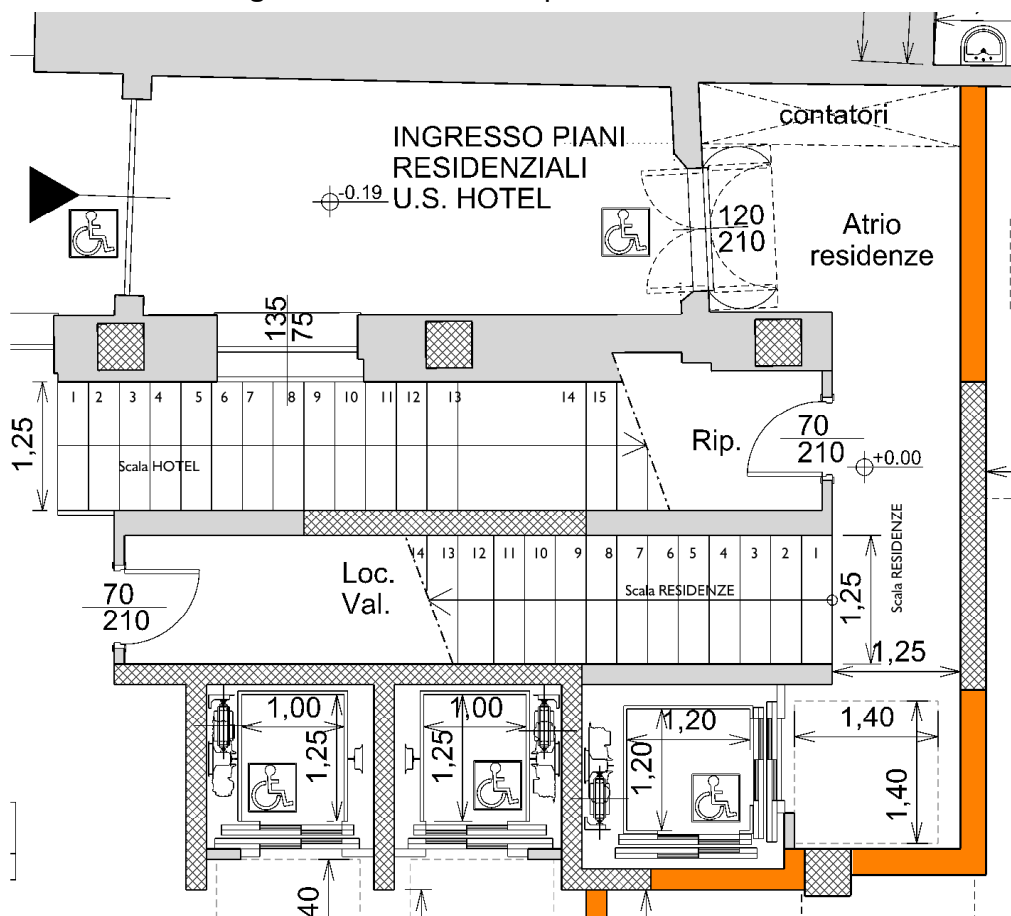 contatori
INGRESSO PIANI
RESIDENZIALI
U.S. HOTEL
-0.19
120
210
Atrio
residenze
135
75
1 2 3 4 5 6 7 8 9 10 11 12 13 14 15
1,25
Scala HOTEL
Rip.
70
210
+0.00
Scala RESIDENZE
14 13 12 11 10 9 8 7 6 5 4 3 2 1
Loc.
Val.
Scala RESIDENZE
70
210
1,25
1,25
1,00
1,25
1,00
1,25
1,20
1,20
1,40
1,40
40